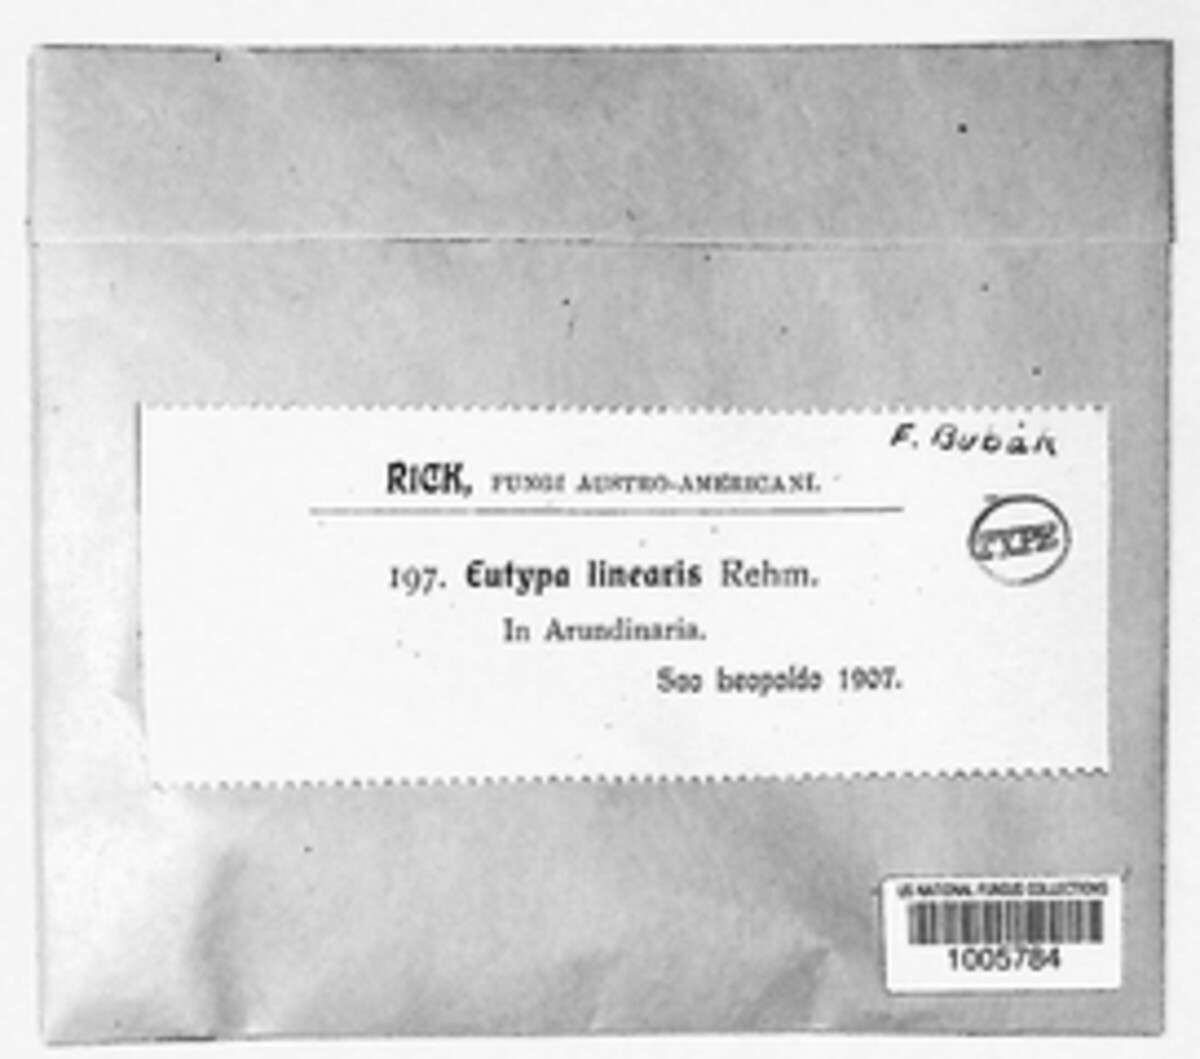 F. Bubák
RICK, FUNGI AUSTRO-AMERICANI.
TYPE
197. Eutypa linearis Rehm.
In Arundinaria.
Sao Leopoldo 1907.
US NATIONAL FUNGUS COLLECTIONS
1005784